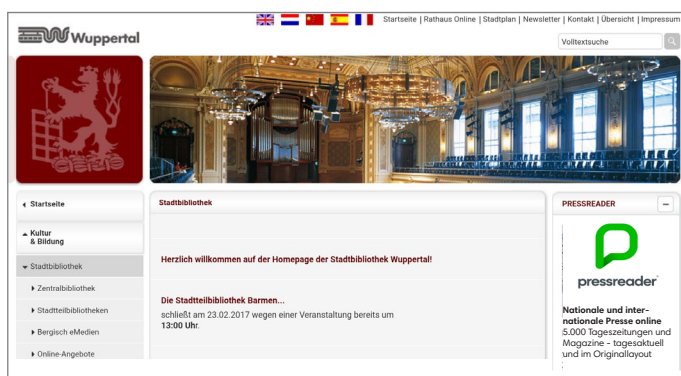 Startseite | Rathaus Online | Stadtplan | Newsletter | Kontakt | Übersicht | Impressum
Wuppertal
Volltextsuche
Startseite
Kultur
& Bildung
Stadtbibliothek
Zentralbibliothek
Stadtteilbibliotheken
Bergisch eMedien
Online-Angebote
Stadtbibliothek
Herzlich willkommen auf der Homepage der Stadtbibliothek Wuppertal!
Die Stadtteilbibliothek Barmen...
schließt am 23.02.2017 wegen einer Veranstaltung bereits um
13:00 Uhr.
PRESSREADER
pressreader
Nationale und inter-
nationale Presse online
5.000 Tageszeitungen und
Magazine - tagesaktuell
und im Originallayout